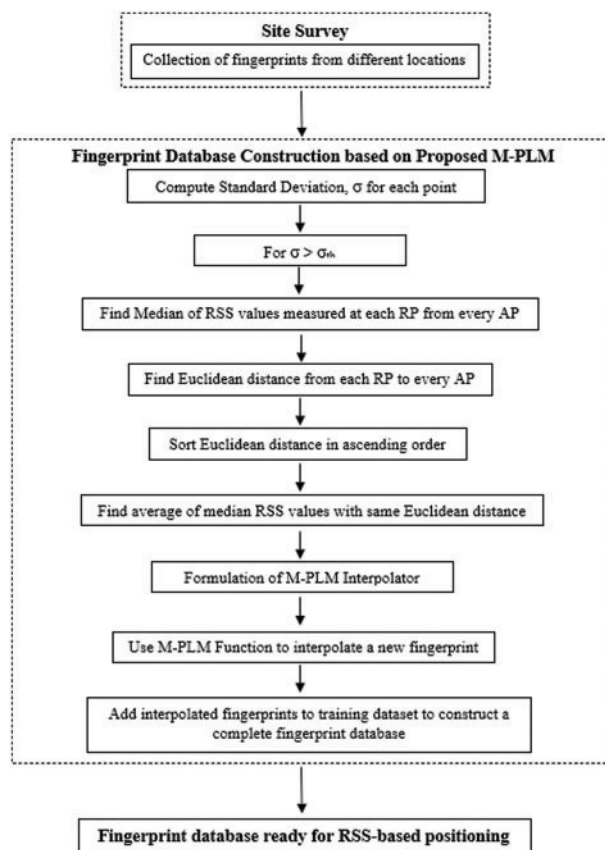 Site Survey
Collection of fingerprints from different locations
Fingerprint Database Construction based on Proposed M-PLM
Compute Standard Deviation, σ for each point
For σ > σₜₕ
Find Median of RSS values measured at each RP from every AP
Find Euclidean distance from each RP to every AP
Sort Euclidean distance in ascending order
Find average of median RSS values with same Euclidean distance
Formulation of M-PLM Interpolator
Use M-PLM Function to interpolate a new fingerprint
Add interpolated fingerprints to training dataset to construct a
complete fingerprint database
Fingerprint database ready for RSS-based positioning